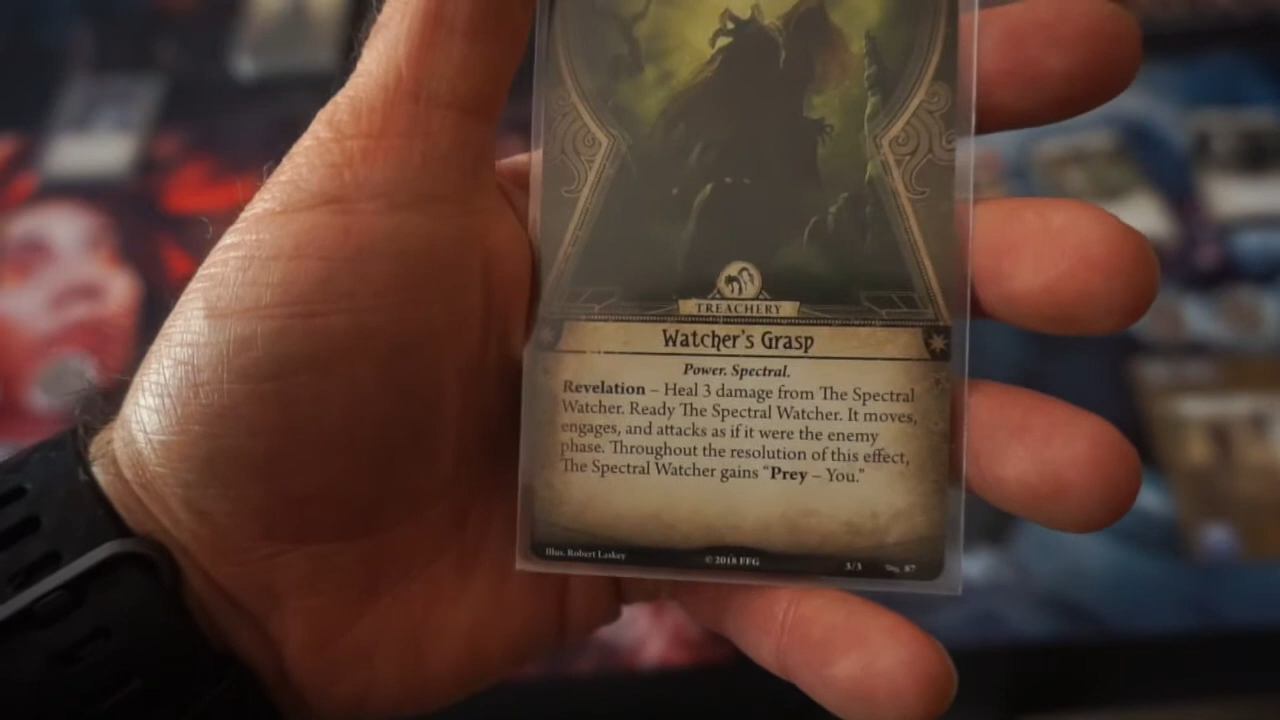 TREACHERY
Watcher's Grasp
Power. Spectral.
Revelation – Heal 3 damage from The Spectral
Watcher. Ready The Spectral Watcher. It moves,
engages, and attacks as if it were the enemy
phase. Throughout the resolution of this effect,
The Spectral Watcher gains “Prey – You.”
Illus. Robert Laskey
© 2018 FFG
3/3
87